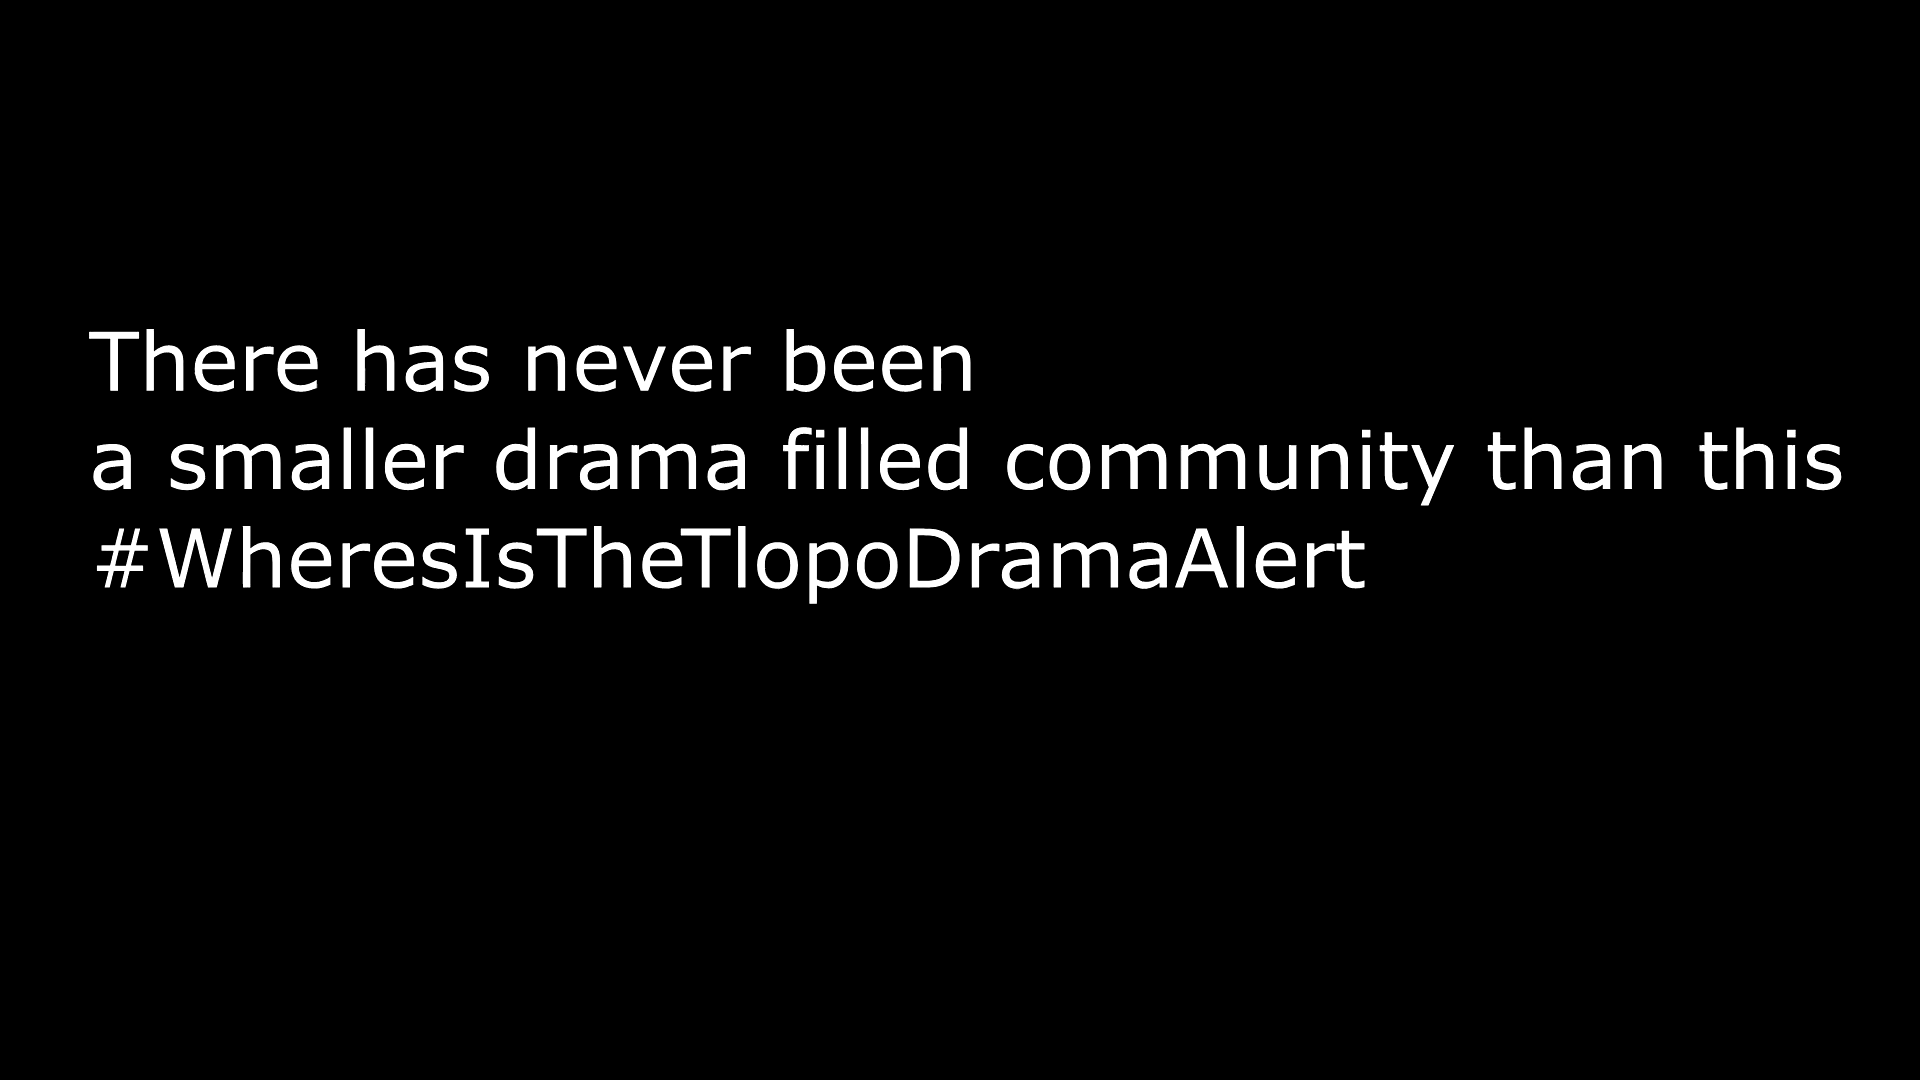 There has never been
a smaller drama filled community than this
#WheresIsTheTlopoDramaAlert